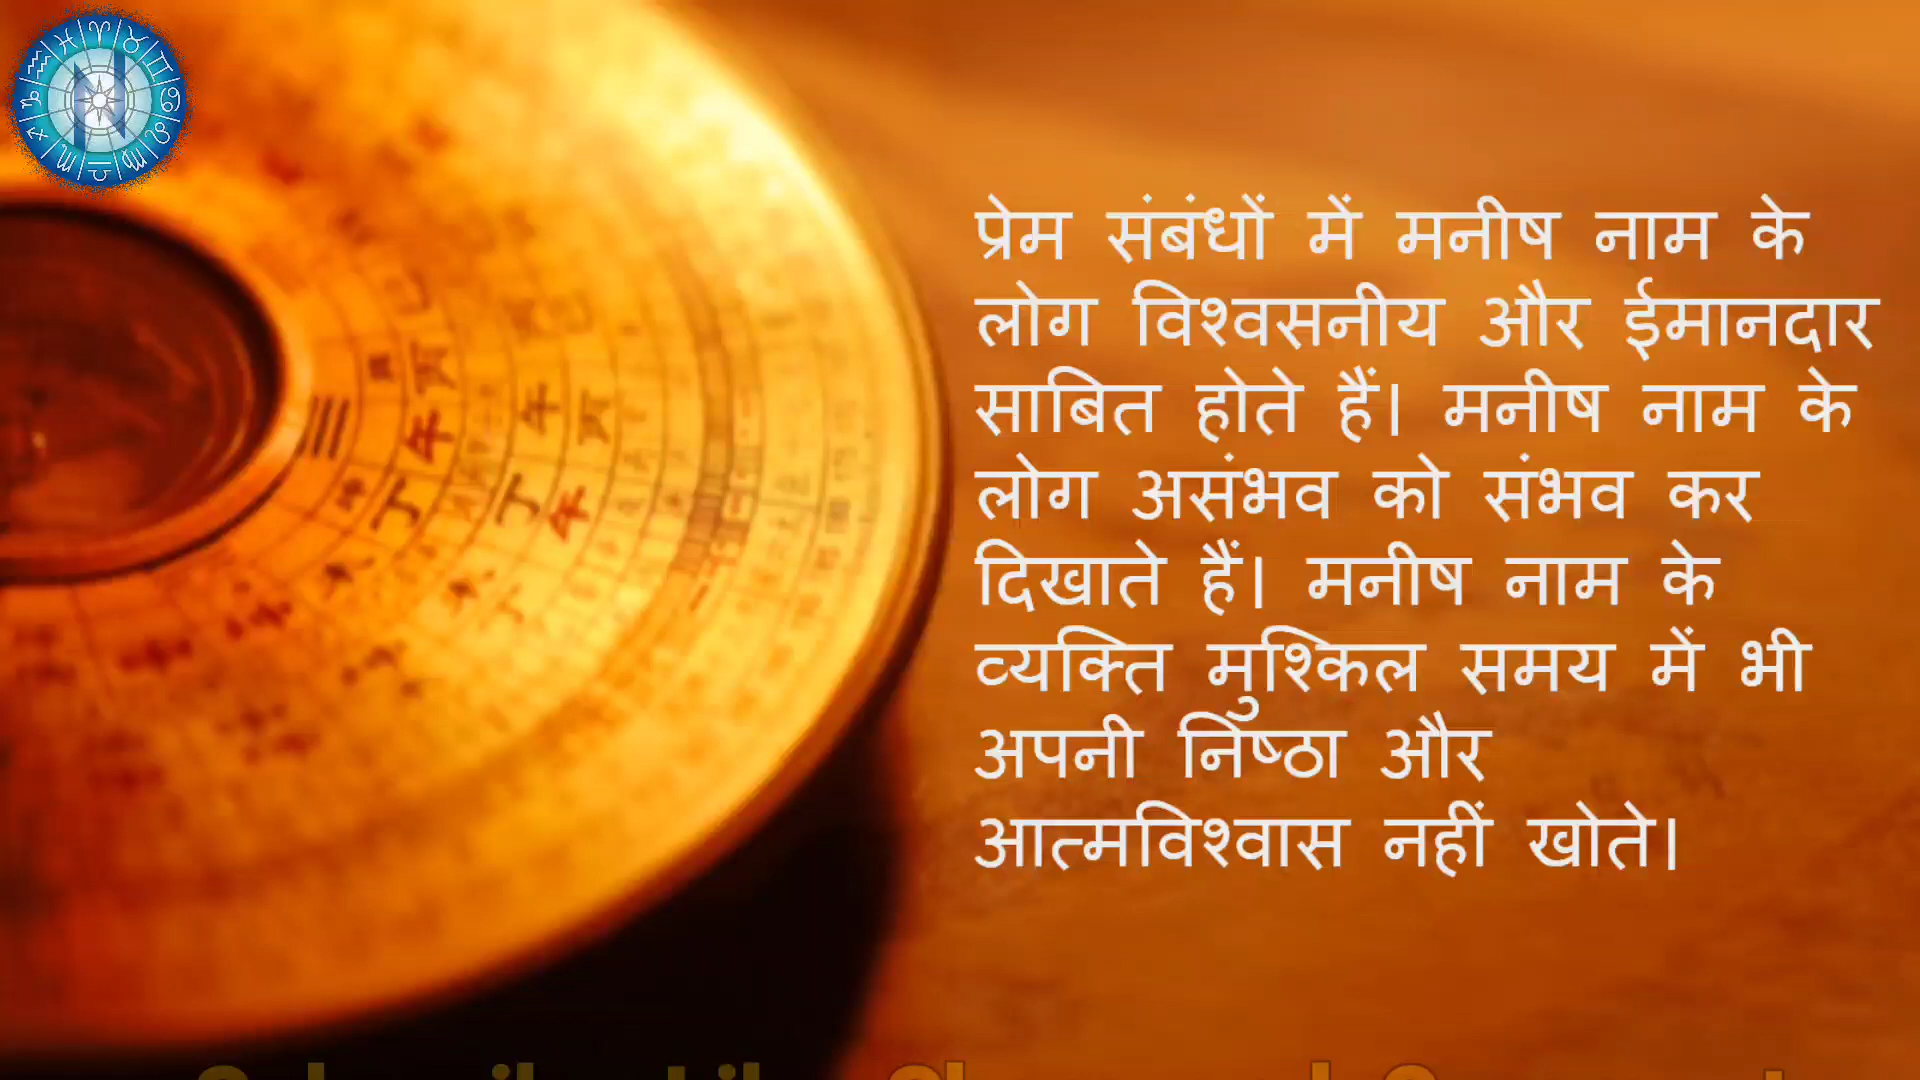 प्रेम संबंधों में मनीष नाम के
लोग विश्वसनीय और ईमानदार
साबित होते हैं। मनीष नाम के
लोग असंभव को संभव कर
दिखाते हैं। मनीष नाम के
व्यक्ति मुश्किल समय में भी
अपनी निष्ठा और
आत्मविश्वास नहीं खोते।